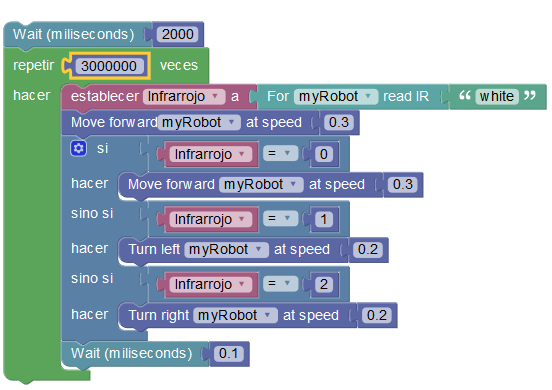 Wait (miliseconds) 2000
repetir 3000000 veces
hacer establecer Infrarrojo a For myRobot read IR “ white ”
Move forward myRobot at speed 0.3
si Infrarrojo = 0
hacer Move forward myRobot at speed 0.3
sino si Infrarrojo = 1
hacer Turn left myRobot at speed 0.2
sino si Infrarrojo = 2
hacer Turn right myRobot at speed 0.2
Wait (miliseconds) 0.1